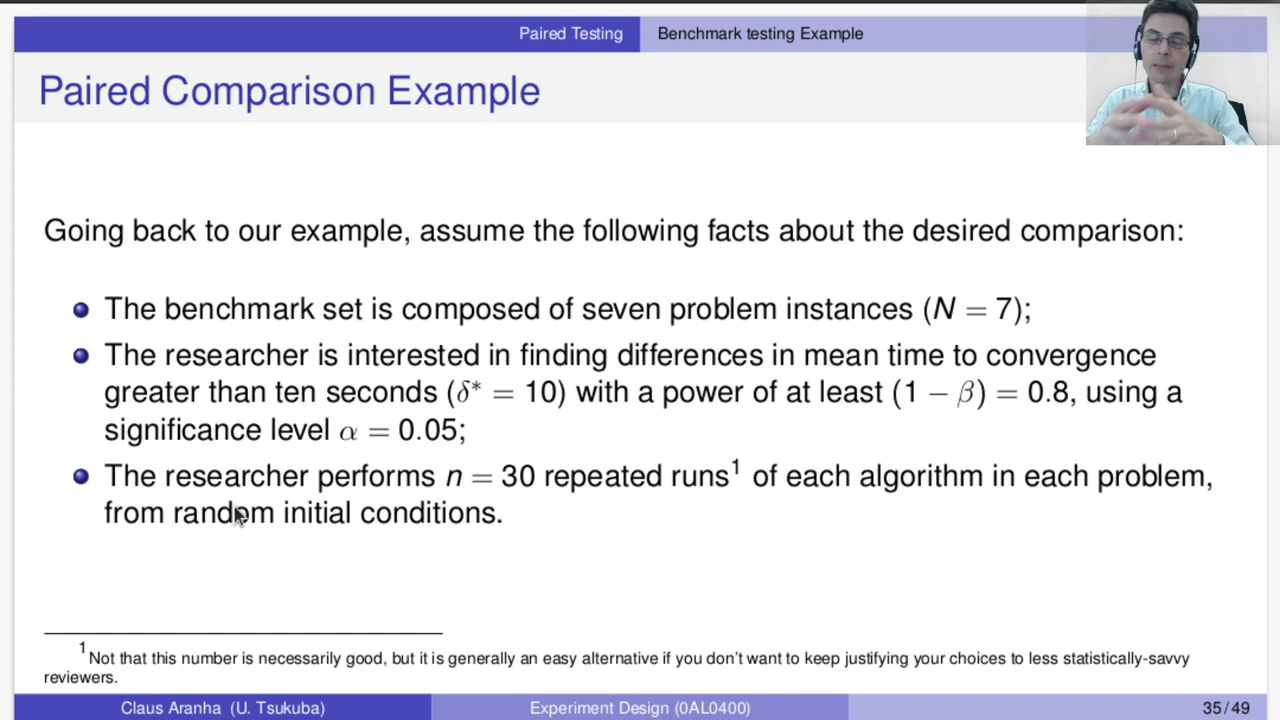 Paired Testing Benchmark testing Example
Paired Comparison Example
Going back to our example, assume the following facts about the desired comparison:
The benchmark set is composed of seven problem instances (N = 7);
The researcher is interested in finding differences in mean time to convergence
greater than ten seconds (δ* = 10) with a power of at least (1 − β) = 0.8, using a
significance level α = 0.05;
The researcher performs n = 30 repeated runs¹ of each algorithm in each problem,
from random initial conditions.
¹Not that this number is necessarily good, but it is generally an easy alternative if you don't want to keep justifying your choices to less statistically-savvy
reviewers.
Claus Aranha (U. Tsukuba) Experiment Design (0AL0400) 35/49